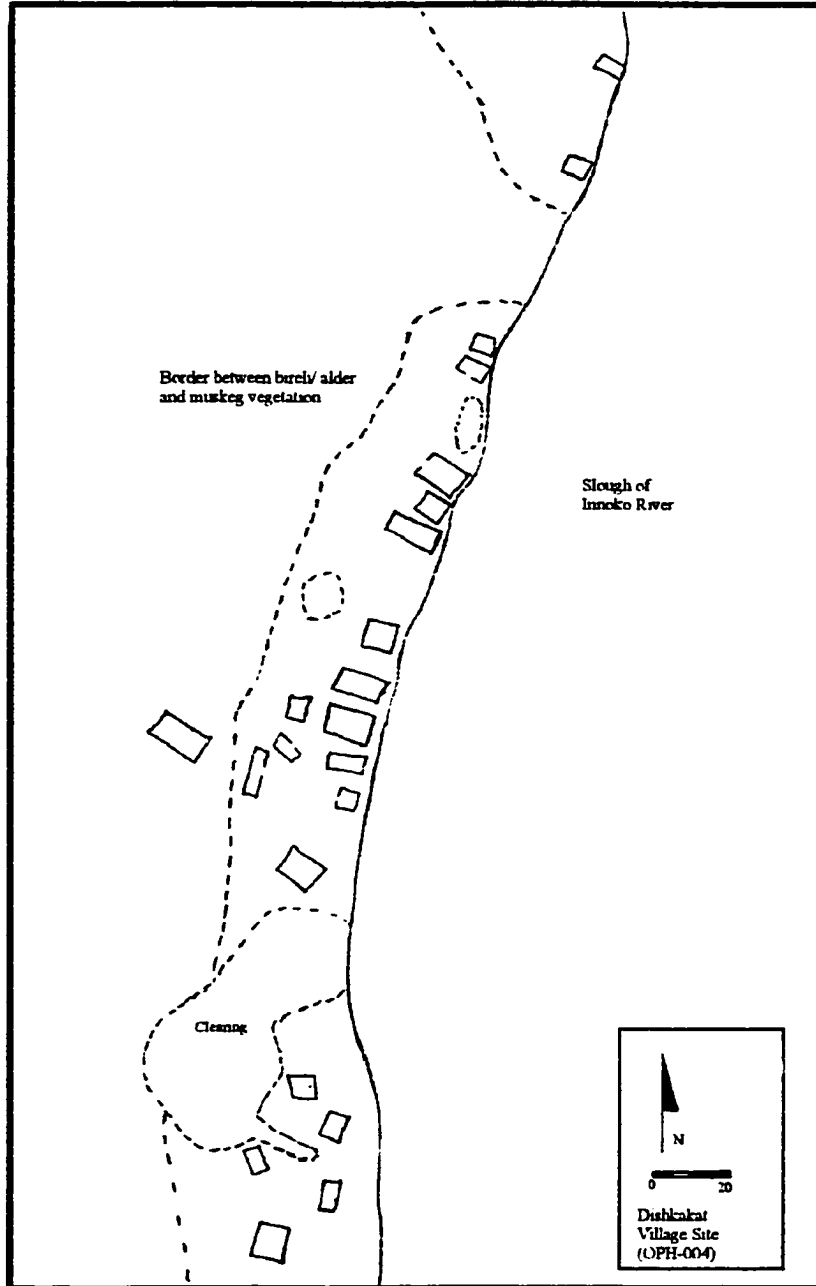 Border between birch/ alder
and muskeg vegetation
Slough of
Innoko River
Clearing
N
0 20
Dishkakat
Village Site
(OPH-004)